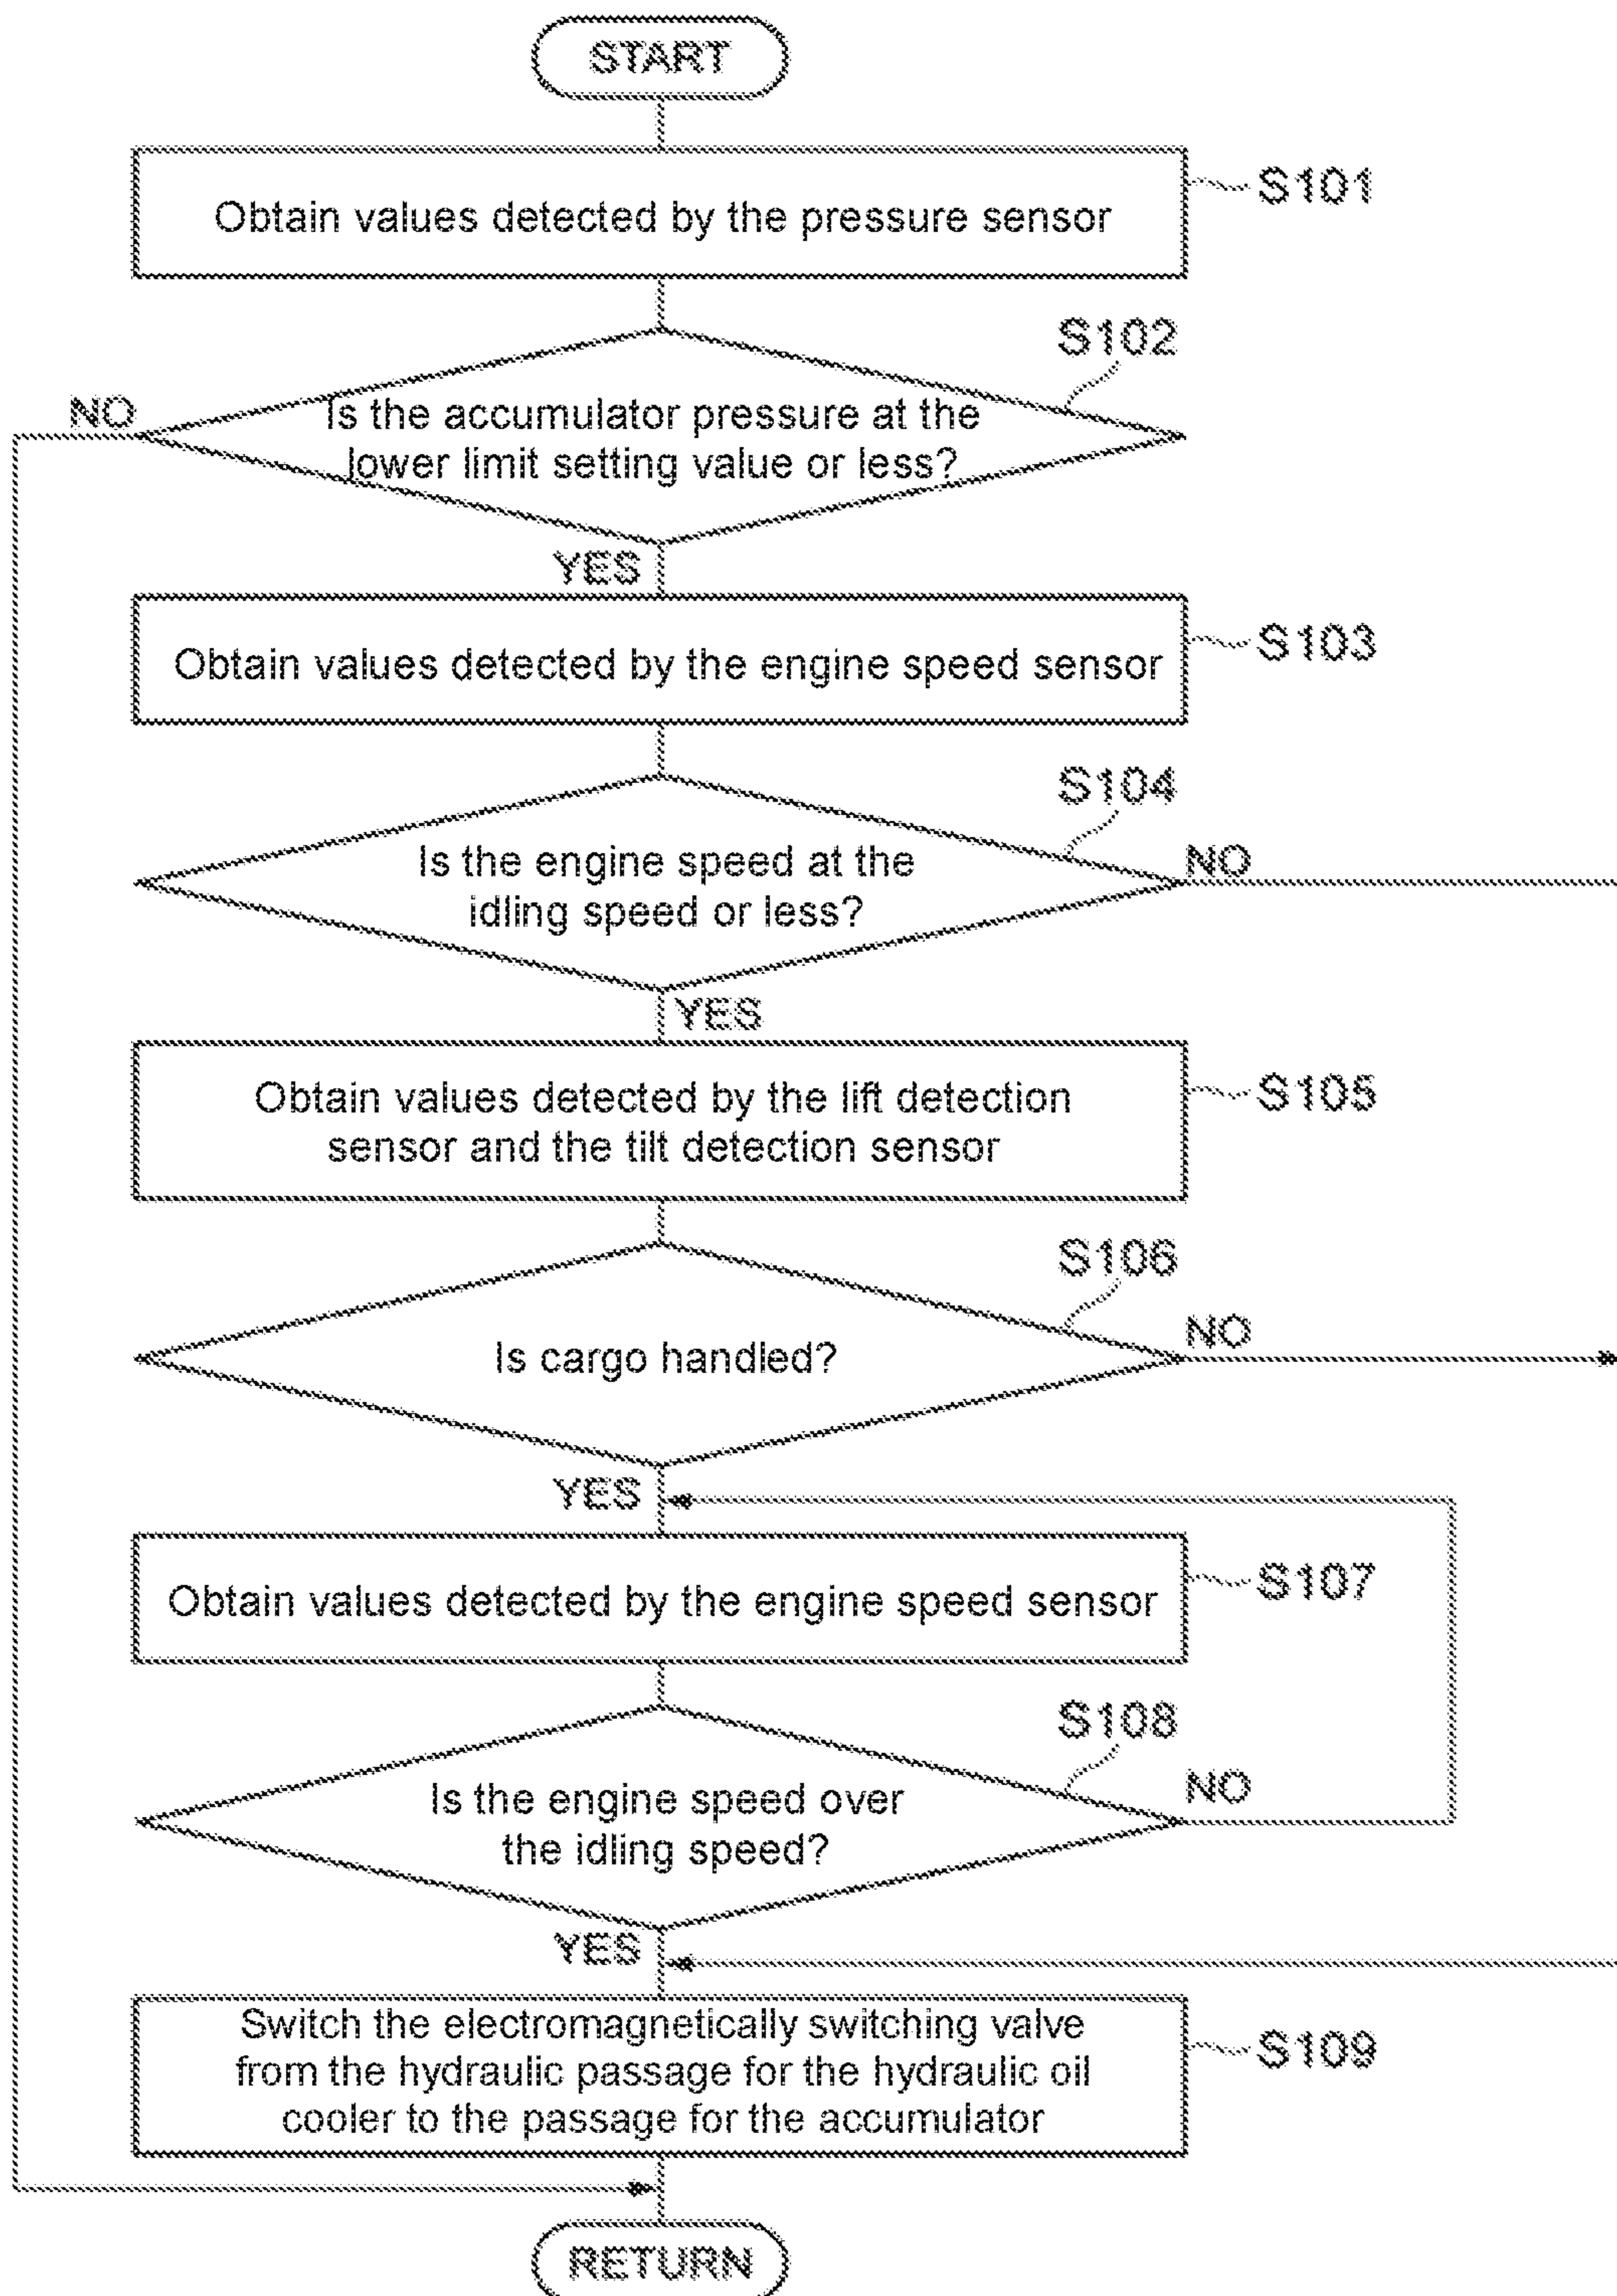 START
Obtain values detected by the pressure sensor
S101
S102
NO
Is the accumulator pressure at the
lower limit setting value or less?
YES
Obtain values detected by the engine speed sensor
S103
S104
Is the engine speed at the
idling speed or less?
NO
YES
Obtain values detected by the lift detection
sensor and the tilt detection sensor
S105
S106
Is cargo handled?
NO
YES
Obtain values detected by the engine speed sensor
S107
S108
Is the engine speed over
the idling speed?
NO
YES
Switch the electromagnetically switching valve
from the hydraulic passage for the hydraulic oil
cooler to the passage for the accumulator
S109
RETURN